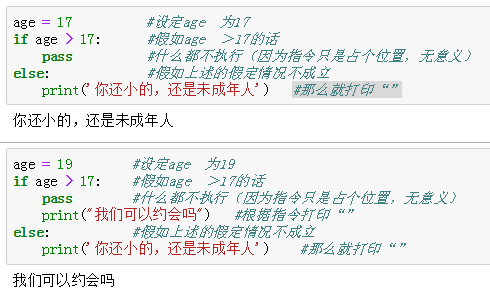 age = 17 #设定age 为17
if age > 17: #假如age ＞17的话
pass #什么都不执行（因为指令只是占个位置，无意义）
else: #假如上述的假定情况不成立
print('你还小的，还是未成年人') #那么就打印“”
你还小的，还是未成年人
age = 19 #设定age 为19
if age > 17: #假如age ＞17的话
pass #什么都不执行（因为指令只是占个位置，无意义）
print("我们可以约会吗") #根据指令打印“”
else: #假如上述的假定情况不成立
print('你还小的，还是未成年人') #那么就打印“”
我们可以约会吗